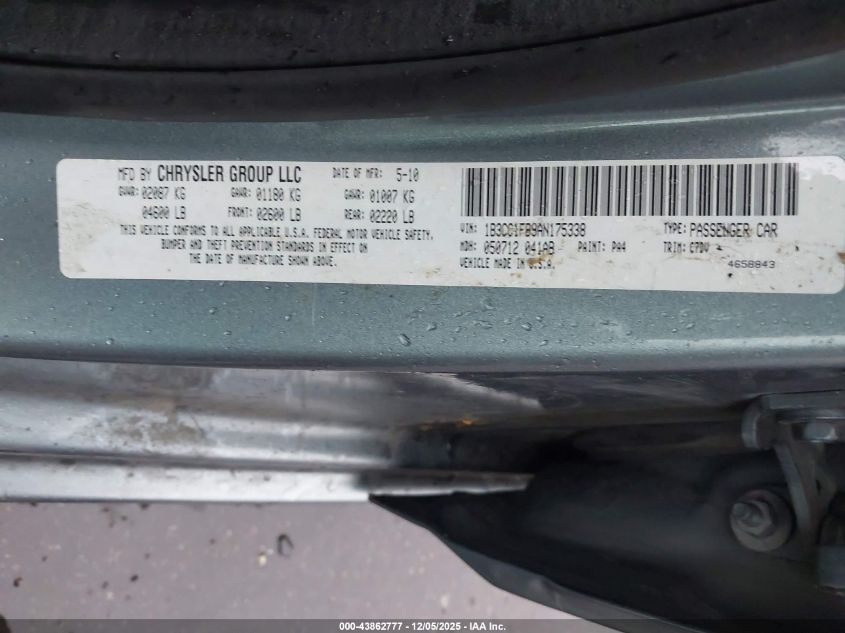 MFD BY CHRYSLER GROUP LLC DATE OF MFR: 5-10
GVWR: 02087 KG GAWR: 01180 KG GAWR: 01007 KG
04600 LB FRONT: 02600 LB REAR: 02220 LB
THIS VEHICLE CONFORMS TO ALL APPLICABLE U.S.A. FEDERAL MOTOR VEHICLE SAFETY,
BUMPER AND THEFT PREVENTION STANDARDS IN EFFECT ON
THE DATE OF MANUFACTURE SHOWN ABOVE.
VIN: 1B3CC1FB9AN175338 TYPE: PASSENGER CAR
MDH: 050712 041AB PAINT: PA4 TRIM: C7DV
VEHICLE MADE IN U.S.A. 4658843
000-43862777 - 12/05/2025 - IAA Inc.